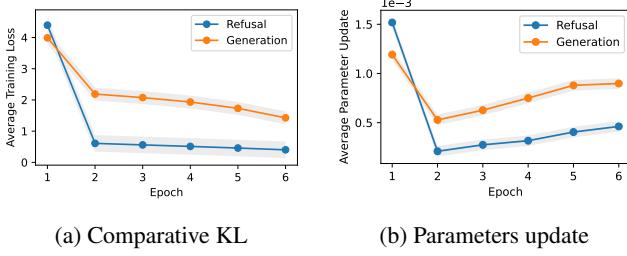 Average Training Loss
4
3
2
1
0
1 2 3 4 5 6
Epoch
Refusal
Generation
(a) Comparative KL
1e−3
Average Parameter Update
1.5
1.0
0.5
1 2 3 4 5 6
Epoch
Refusal
Generation
(b) Parameters update